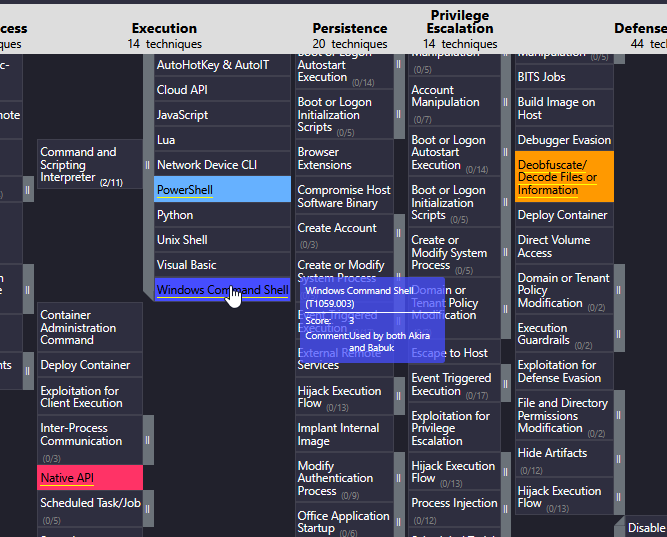 cess
ques
Execution
14 techniques
Persistence
20 techniques
Privilege
Escalation
14 techniques
Defense
44 tec
c-
mote
n
e
nts
AutoHotKey & AutoIT
Cloud API
JavaScript
Lua
Command and
Scripting
Interpreter (2/11)
Network Device CLI
PowerShell
Python
Unix Shell
Visual Basic
Windows Command Shell
Container
Administration
Command
Deploy Container
Exploitation for
Client Execution
Inter-Process
Communication
(0/3)
Native API
Scheduled Task/Job
(0/5)
Boot or Logon
Autostart
Execution (0/14)
Boot or Logon
Initialization
Scripts (0/5)
Browser
Extensions
Compromise Host
Software Binary
Create Account
(0/3)
Create or Modify
System Process
Event Triggered
Execution
External Remote
Services
Hijack Execution
Flow (0/13)
Implant Internal
Image
Modify
Authentication
Process (0/9)
Office Application
Startup (0/6)
Windows Command Shell
(T1059.003)
Score: 3
Comment:Used by both Akira
and Babuk
Manipulation
(0/5)
Account
Manipulation
(0/7)
Boot or Logon
Autostart
Execution (0/14)
Boot or Logon
Initialization
Scripts (0/5)
Create or
Modify System
Process (0/5)
Domain or
Tenant Policy
Modification
Escape to Host
Event Triggered
Execution (0/17)
Exploitation for
Privilege
Escalation
Hijack Execution
Flow (0/13)
Process Injection
(0/12)
Manipulation (0/5)
BITS Jobs
Build Image on
Host
Debugger Evasion
Deobfuscate/
Decode Files or
Information
Deploy Container
Direct Volume
Access
Domain or Tenant
Policy
Modification (0/2)
Execution
Guardrails (0/2)
Exploitation for
Defense Evasion
File and Directory
Permissions
Modification (0/2)
Hide Artifacts
(0/12)
Hijack Execution
Flow (0/13)
Disable